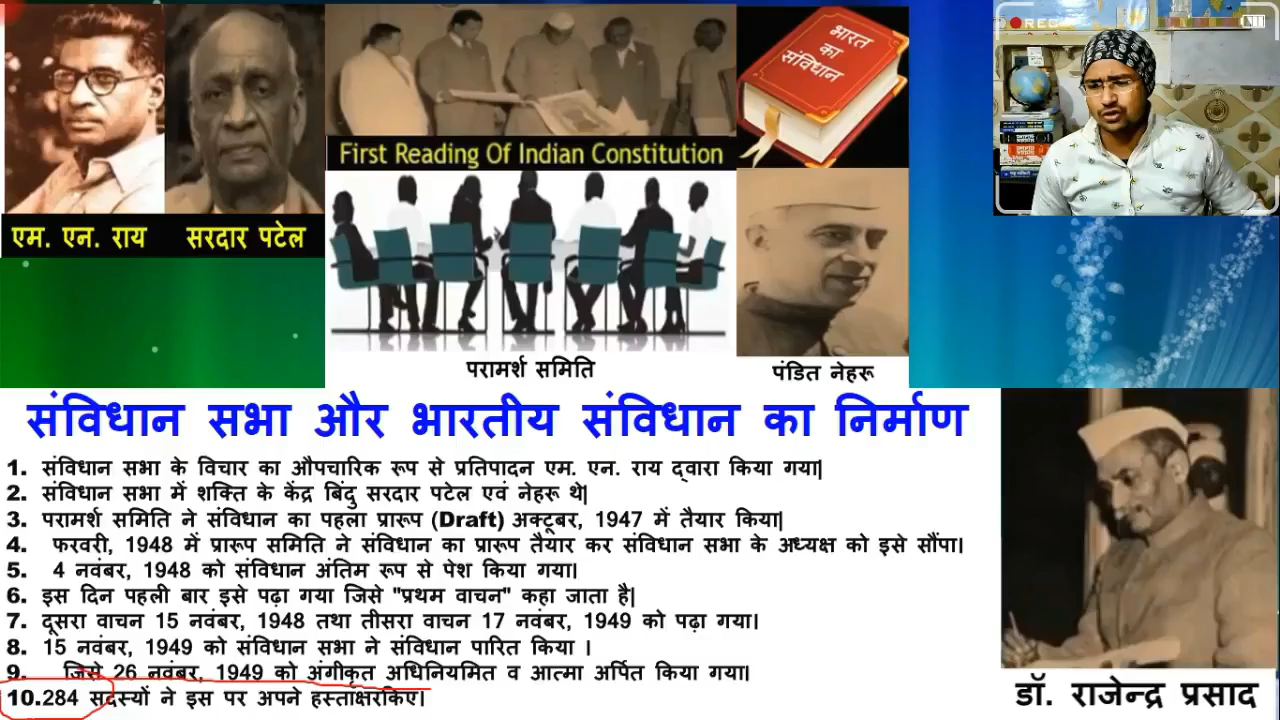 REC
भारत
का
संविधान
First Reading Of Indian Constitution
एम. एन. राय सरदार पटेल
परामर्श समिति
पंडित नेहरू
संविधान सभा और भारतीय संविधान का निर्माण
1. संविधान सभा के विचार का औपचारिक रूप से प्रतिपादन एम. एन. राय द्वारा किया गया|
2. संविधान सभा में शक्ति के केंद्र बिंदु सरदार पटेल एवं नेहरू थे|
3. परामर्श समिति ने संविधान का पहला प्रारूप (Draft) अक्टूबर, 1947 में तैयार किया|
4. फरवरी, 1948 में प्रारूप समिति ने संविधान का प्रारूप तैयार कर संविधान सभा के अध्यक्ष को इसे सौंपा।
5. 4 नवंबर, 1948 को संविधान अंतिम रूप से पेश किया गया।
6. इस दिन पहली बार इसे पढ़ा गया जिसे "प्रथम वाचन" कहा जाता है|
7. दूसरा वाचन 15 नवंबर, 1948 तथा तीसरा वाचन 17 नवंबर, 1949 को पढ़ा गया।
8. 15 नवंबर, 1949 को संविधान सभा ने संविधान पारित किया ।
9. जिसे 26 नवंबर, 1949 को अंगीकृत अधिनियमित व आत्मा अर्पित किया गया।
10.284 सदस्यों ने इस पर अपने हस्ताक्षरकिए।
डॉ. राजेन्द्र प्रसाद